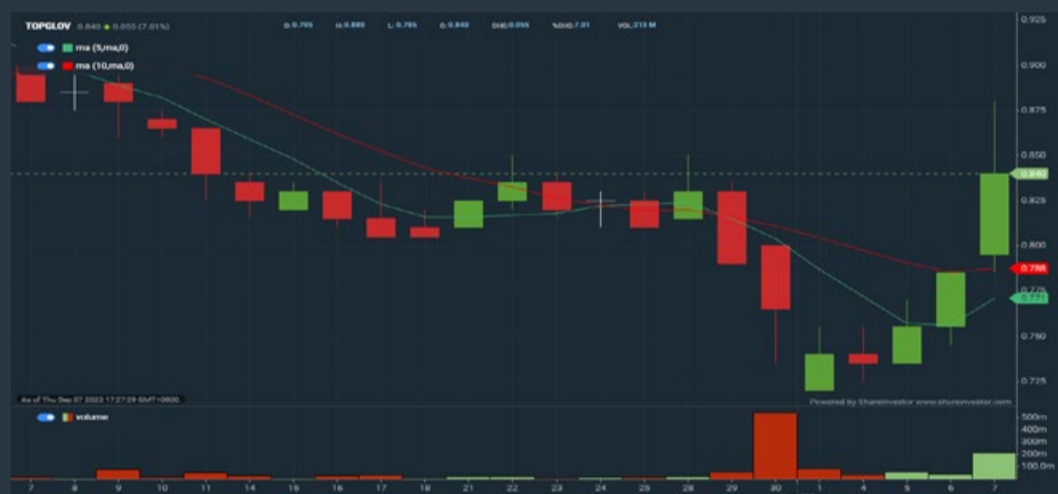 TOPGLOV 0.840 0.055 (7.01%) O: 0.795 H: 0.880 L: 0.785 C: 0.840 CHG: 0.055 %CHG: 7.01 VOL: 213 M
ma (5,ma,0)
ma (10,ma,0)
0.925
0.900
0.875
0.850
0.840
0.825
0.800
0.788
0.775
0.771
0.750
0.725
As of Thu Sep 07 2023 17:27:29 GMT+0800.
Powered by ShareInvestor www.shareinvestor.com
volume
500m
400m
300m
200m
100.0m
7 8 9 10 11 14 15 16 17 18 21 22 23 24 25 28 29 30 1 4 5 6 7